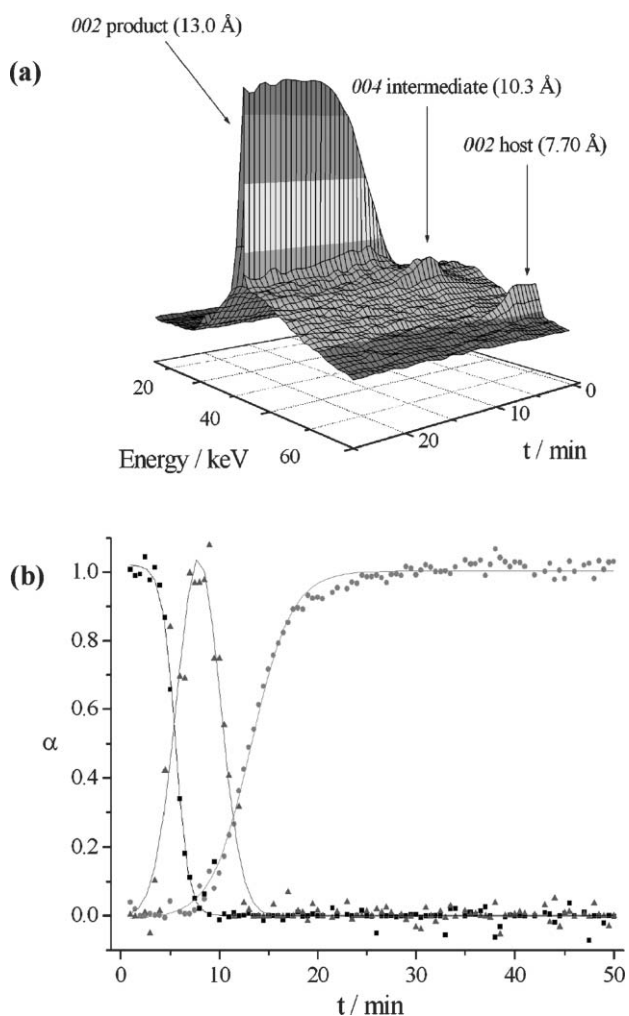 (a)
002 product (13.0 Å)
004 intermediate (10.3 Å)
002 host (7.70 Å)
20
40
60
Energy / keV
0
10
20
t / min
(b)
1.0
0.8
0.6
0.4
0.2
0.0
α
0
10
20
30
40
50
t / min